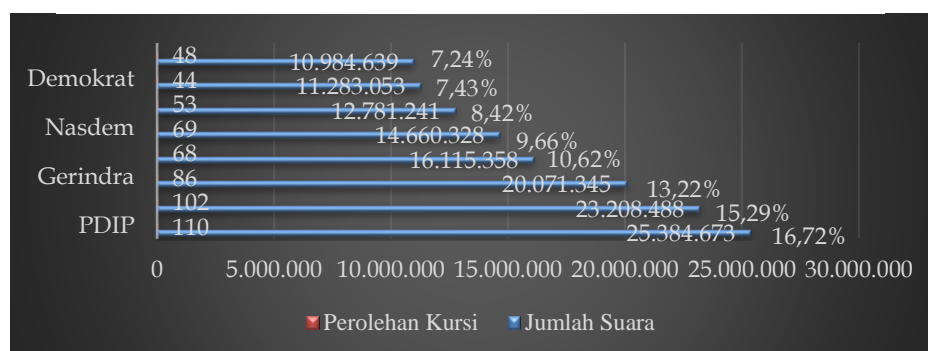 48 10.984.639 7,24%
Demokrat 44 11.283.053 7,43%
53 12.781.241 8,42%
Nasdem 69 14.660.328 9,66%
68 16.115.358 10,62%
Gerindra 86 20.071.345 13,22%
102 23.208.488 15,29%
PDIP 110 25.384.673 16,72%
0 5.000.000 10.000.000 15.000.000 20.000.000 25.000.000 30.000.000
Perolehan Kursi Jumlah Suara